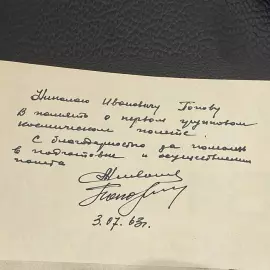 Николаю Ивановичу Попову
В память о первом групповом
космическом полете.
С благодарностью за помощь
в подготовке и осуществлении
полета
3.07.63г.